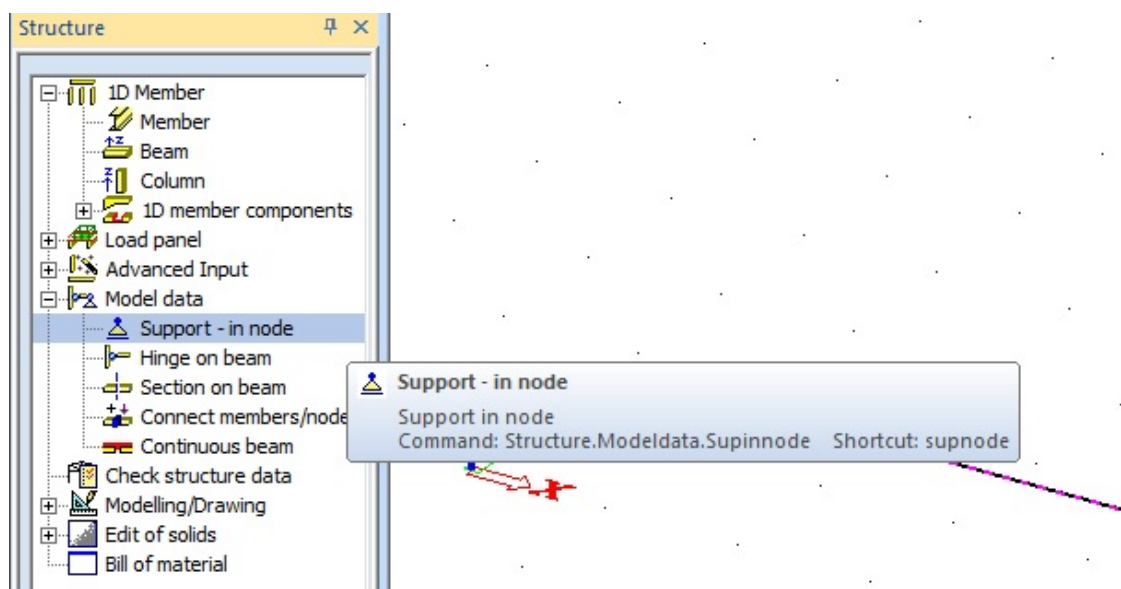 Structure
1D Member
Member
Beam
Column
1D member components
Load panel
Advanced Input
Model data
Support - in node
Hinge on beam
Section on beam
Connect members/node
Continuous beam
Check structure data
Modelling/Drawing
Edit of solids
Bill of material
Support - in node
Support in node
Command: Structure.Modeldata.Supinnode Shortcut: supnode